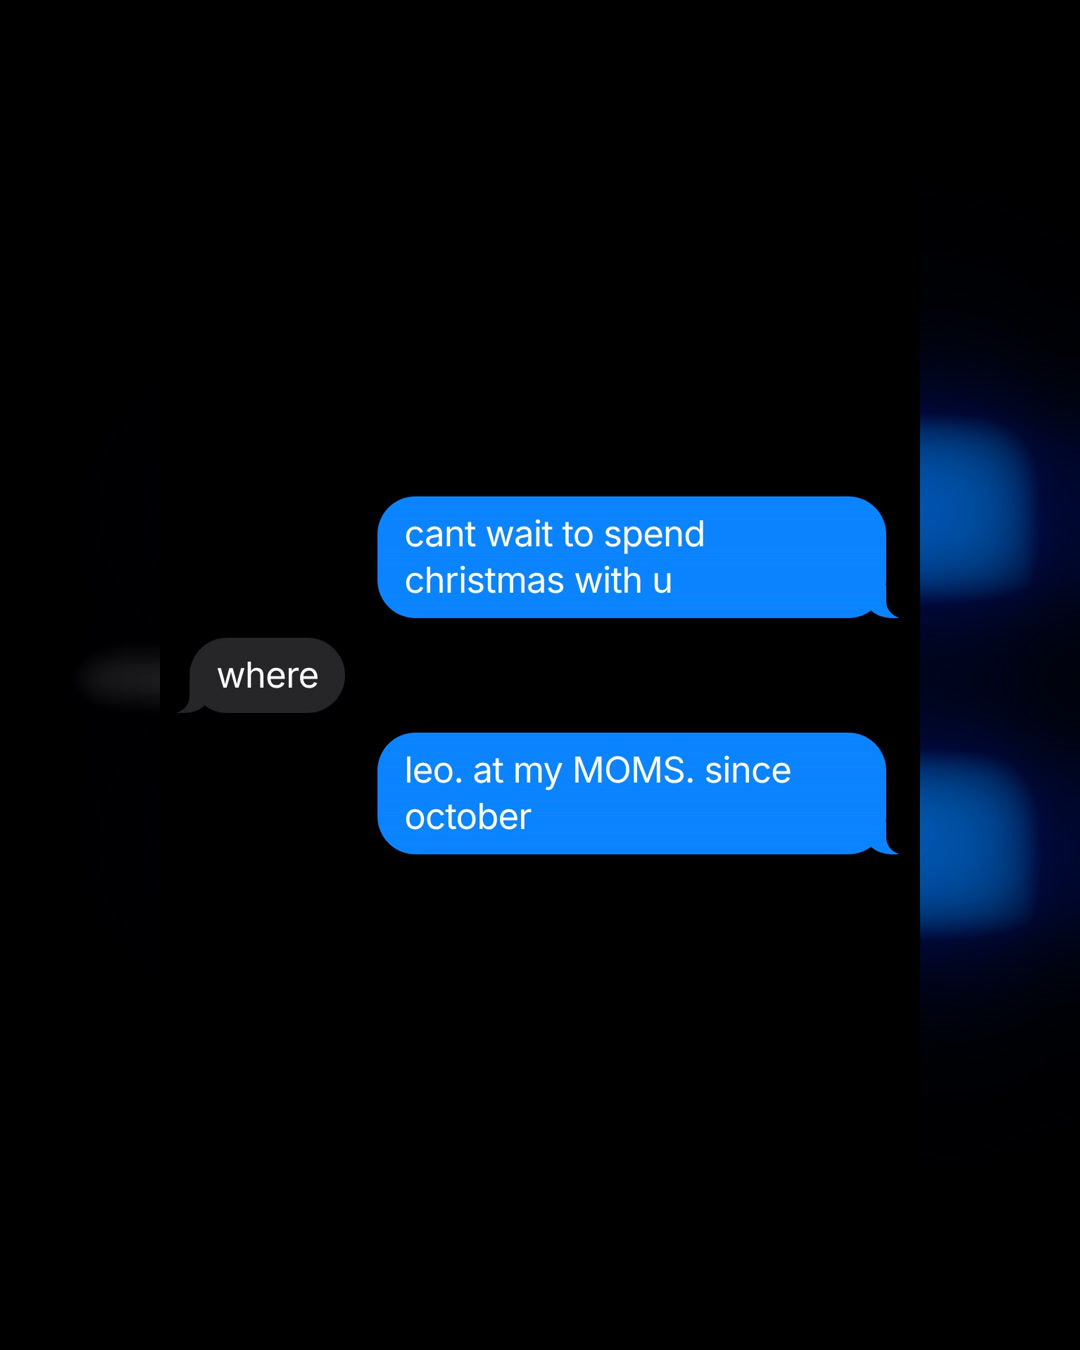 cant wait to spend
christmas with u
where
leo. at my MOMS. since
october